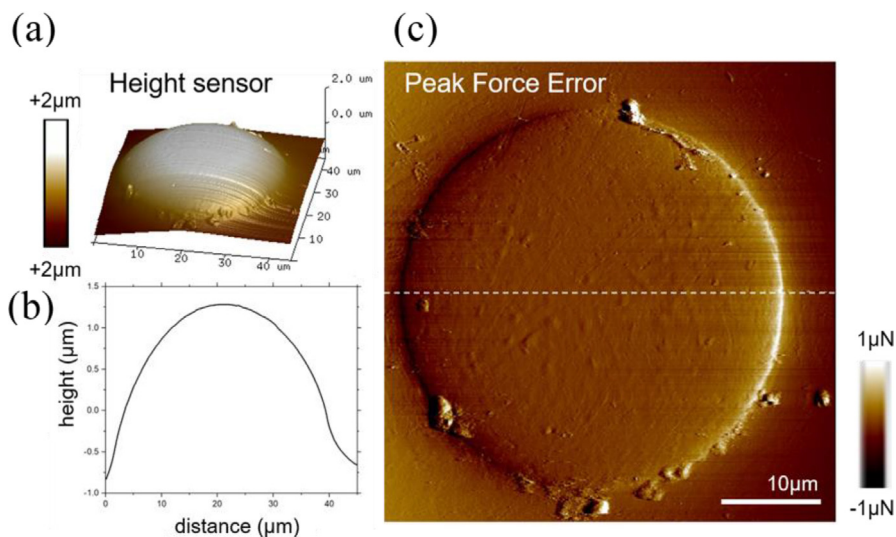 (a)
Height sensor
+2μm
+2μm
2.0 um
0.0 um
m
40 um
30
20
10
10
20
30
40 um
(b)
height (μm)
1.5
1.0
0.5
0.0
-0.5
-1.0
0
10
20
30
40
distance (μm)
(c)
Peak Force Error
10μm
1μN
-1μN